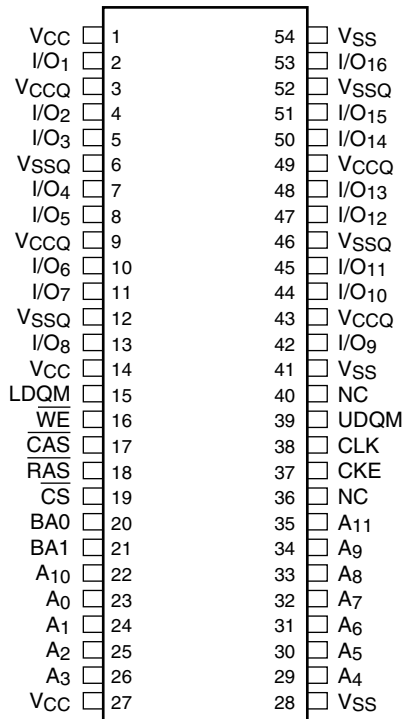 VCC 1 54 VSS
I/O1 2 53 I/O16
VCCQ 3 52 VSSQ
I/O2 4 51 I/O15
I/O3 5 50 I/O14
VSSQ 6 49 VCCQ
I/O4 7 48 I/O13
I/O5 8 47 I/O12
VCCQ 9 46 VSSQ
I/O6 10 45 I/O11
I/O7 11 44 I/O10
VSSQ 12 43 VCCQ
I/O8 13 42 I/O9
VCC 14 41 VSS
LDQM 15 40 NC
WE 16 39 UDQM
CAS 17 38 CLK
RAS 18 37 CKE
CS 19 36 NC
BA0 20 35 A11
BA1 21 34 A9
A10 22 33 A8
A0 23 32 A7
A1 24 31 A6
A2 25 30 A5
A3 26 29 A4
VCC 27 28 VSS